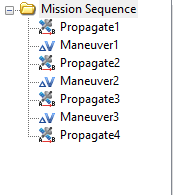 Mission Sequence
Propagate1
Maneuver1
Propagate2
Maneuver2
Propagate3
Maneuver3
Propagate4